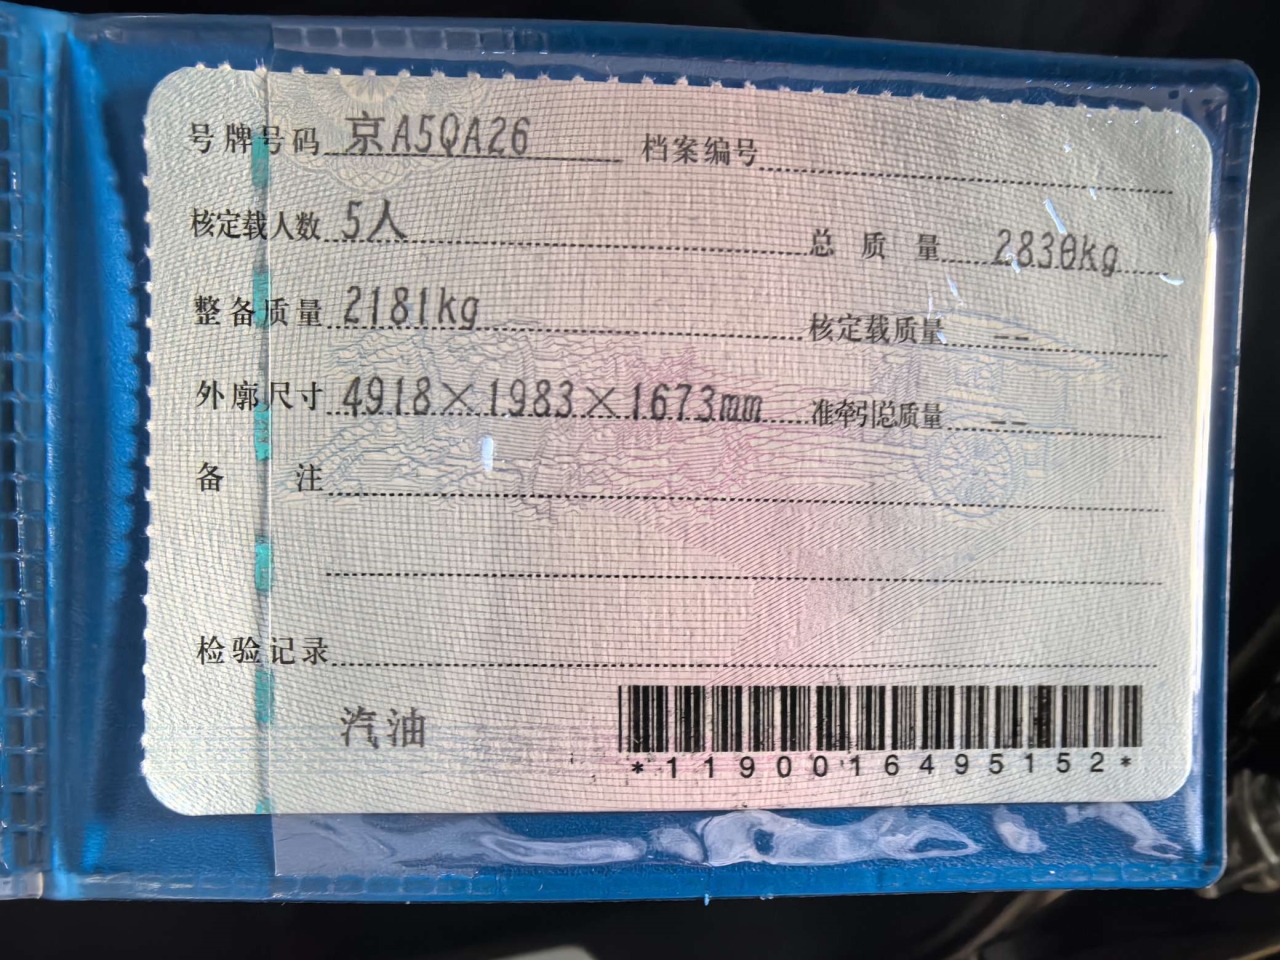 号牌号码 京A5QA26 档案编号
核定载人数 5人 总质量 2830kg
整备质量 2181kg 核定载质量 --
外廓尺寸 4918×1983×1673mm 准牵引总质量 --
备注
检验记录
汽油
*1190016495152*